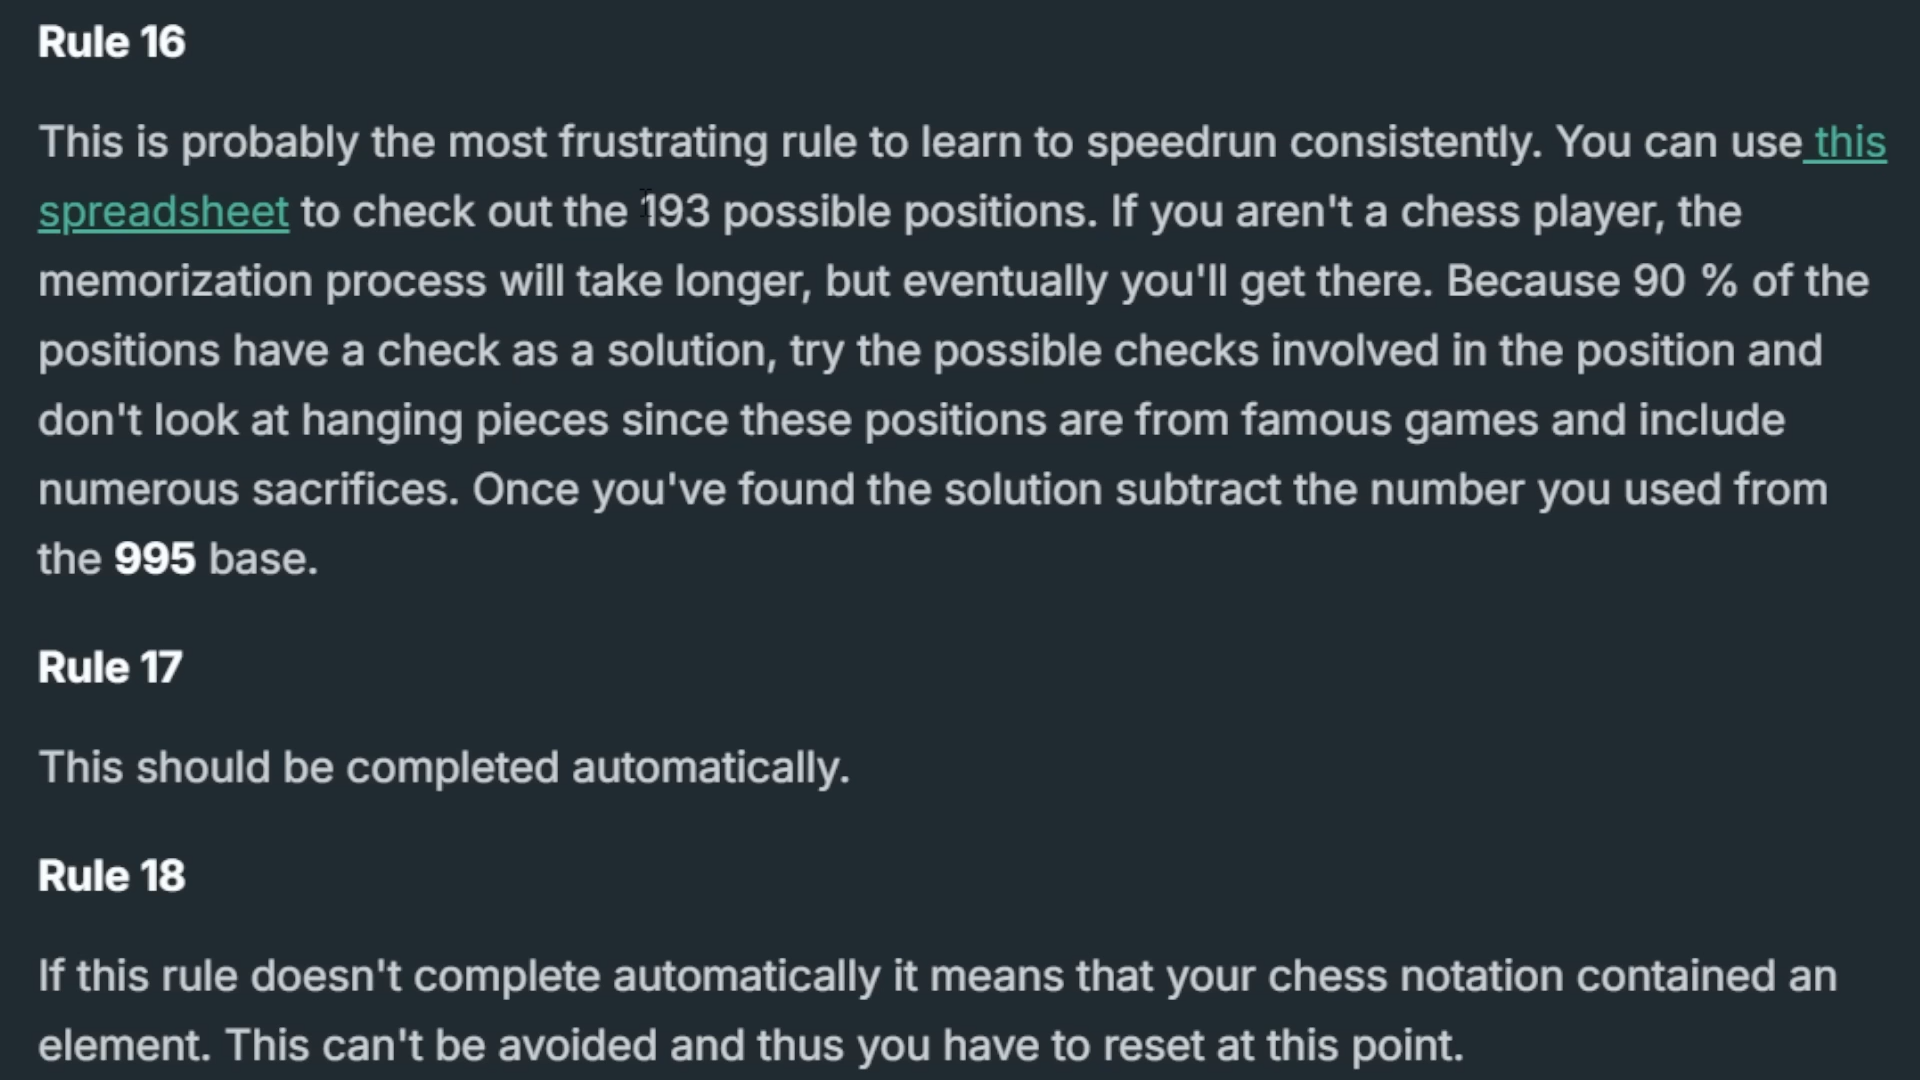 Rule 16
This is probably the most frustrating rule to learn to speedrun consistently. You can use this
spreadsheet to check out the 193 possible positions. If you aren't a chess player, the
memorization process will take longer, but eventually you'll get there. Because 90 % of the
positions have a check as a solution, try the possible checks involved in the position and
don't look at hanging pieces since these positions are from famous games and include
numerous sacrifices. Once you've found the solution subtract the number you used from
the 995 base.
Rule 17
This should be completed automatically.
Rule 18
If this rule doesn't complete automatically it means that your chess notation contained an
element. This can't be avoided and thus you have to reset at this point.